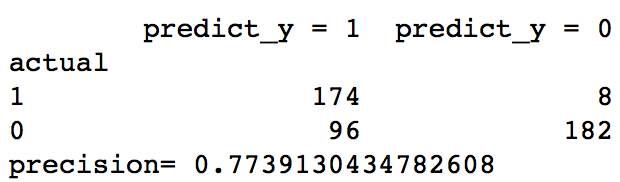 predict_y = 1 predict_y = 0
actual
1 174 8
0 96 182
precision= 0.7739130434782608